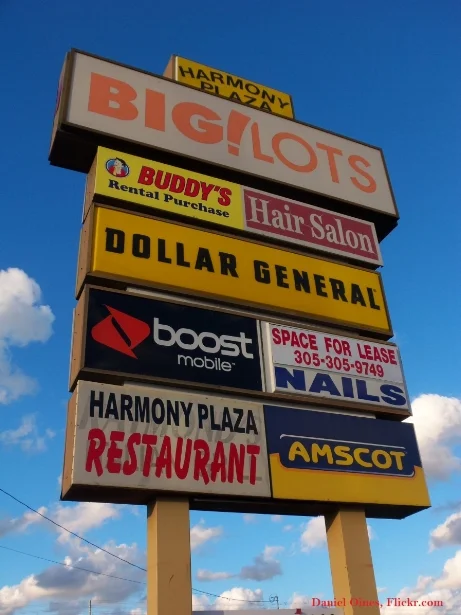 HARMONY
PLAZA
BIG!LOTS
BUDDY'S
Rental Purchase
Hair Salon
DOLLAR GENERAL
boost
mobile
SPACE FOR LEASE
305-305-9749
NAILS
HARMONY PLAZA
RESTAURANT
AMSCOT
Daniel Oines, Flickr.com